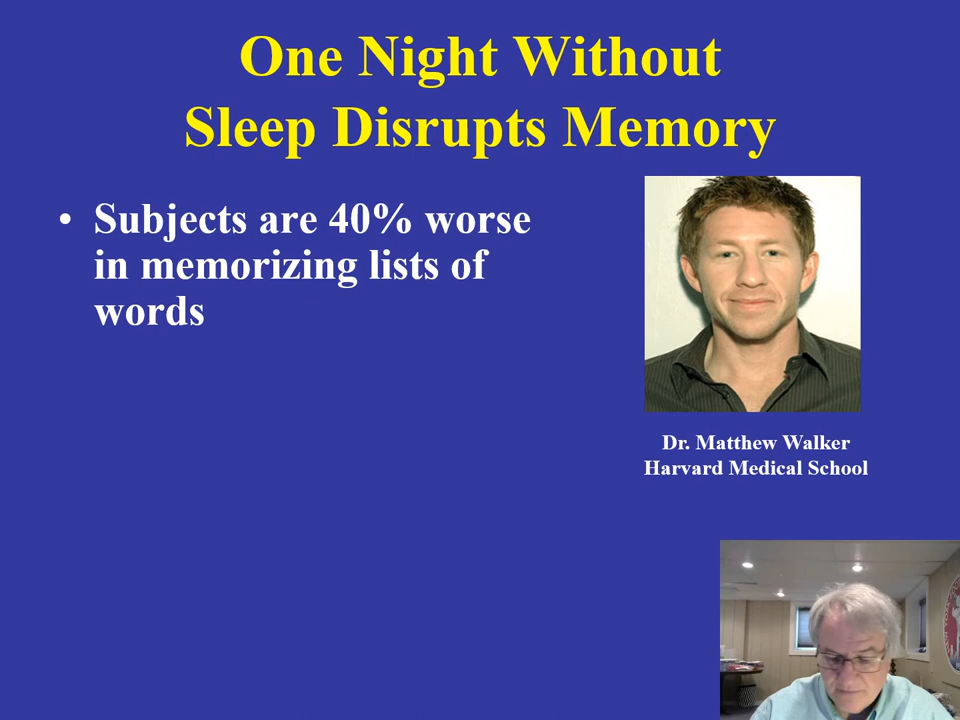 One Night Without
Sleep Disrupts Memory
• Subjects are 40% worse
in memorizing lists of
words
Dr. Matthew Walker
Harvard Medical School